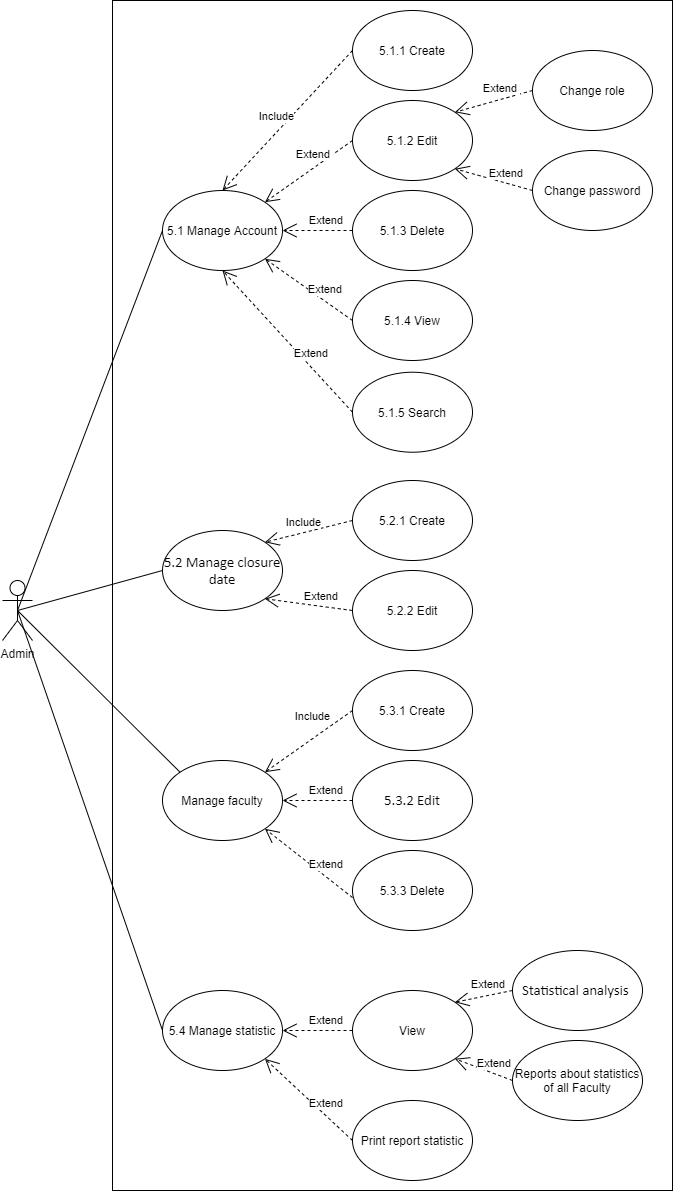 5.1.1 Create
Extend
Change role
Include
5.1.2 Edit
Extend
Extend
Change password
5.1 Manage Account
Extend
5.1.3 Delete
Extend
5.1.4 View
Extend
5.1.5 Search
Include
5.2.1 Create
5.2 Manage closure
date
Extend
5.2.2 Edit
Admin
Include
5.3.1 Create
Manage faculty
Extend
5.3.2 Edit
Extend
5.3.3 Delete
Extend
Statistical analysis
5.4 Manage statistic
Extend
View
Extend
Reports about statistics
of all Faculty
Extend
Print report statistic